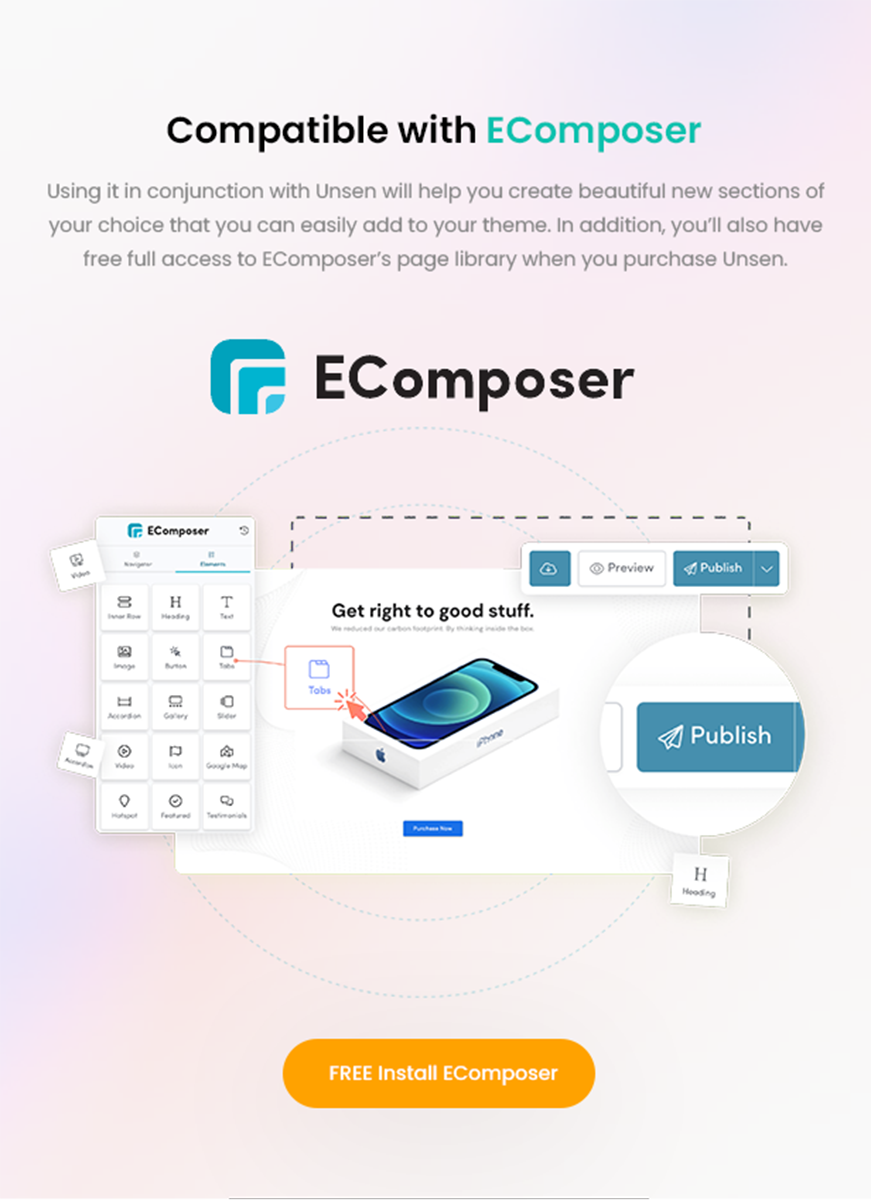 Compatible with EComposer
Using it in conjunction with Unsen will help you create beautiful new sections of
your choice that you can easily add to your theme. In addition, you’ll also have
free full access to EComposer’s page library when you purchase Unsen.
EComposer
EComposer
Navigator
Elements
Video
Inner Row
Heading
Text
Image
Button
Tabs
Accordion
Gallery
Slider
Accordion
Video
Icon
Google Map
Hotspot
Featured
Testimonials
Preview
Publish
Get right to good stuff.
We reduced our carbon footprint. By thinking inside the box.
Tabs
iPhone
Publish
Purchase Now
H
Heading
FREE Install EComposer